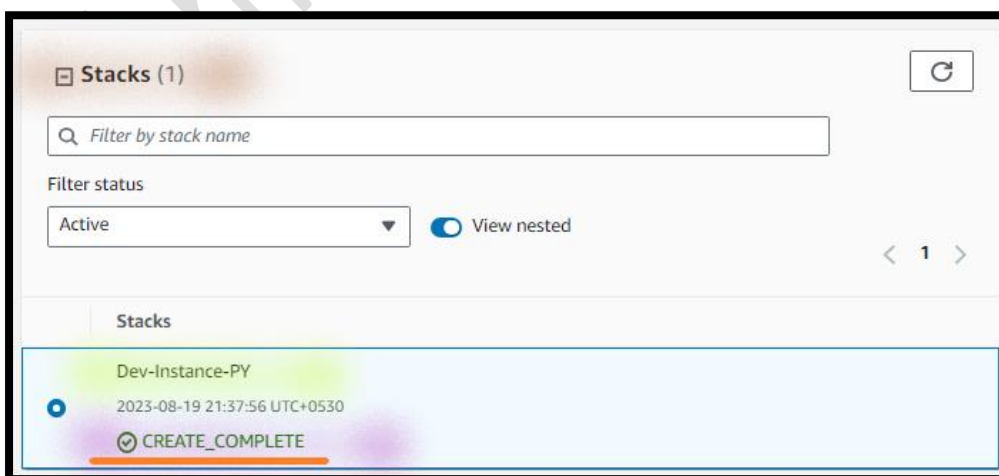 Stacks (1)
Filter by stack name
Filter status
Active
View nested
1
Stacks
Dev-Instance-PY
2023-08-19 21:37:56 UTC+0530
CREATE_COMPLETE